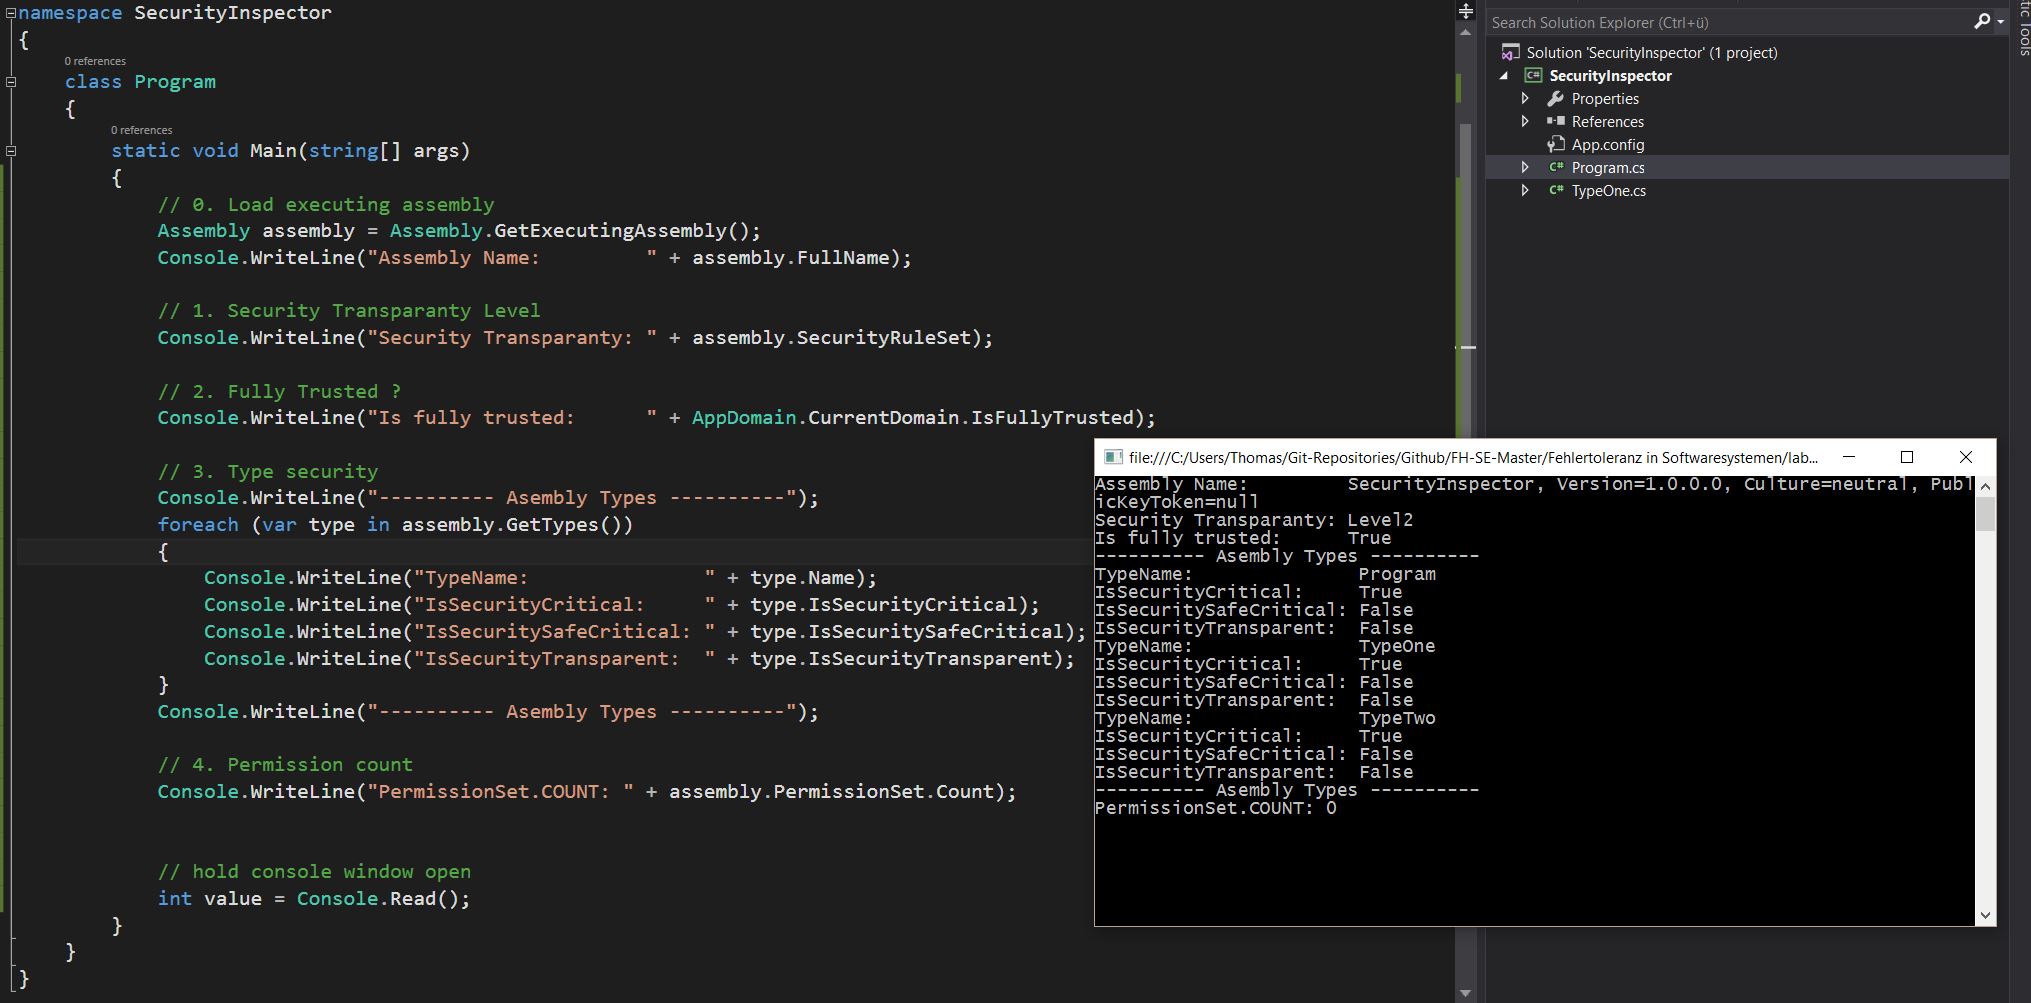 namespace SecurityInspector
{
0 references
class Program
{
0 references
static void Main(string[] args)
{
// 0. Load executing assembly
Assembly assembly = Assembly.GetExecutingAssembly();
Console.WriteLine("Assembly Name:          " + assembly.FullName);
// 1. Security Transparanty Level
Console.WriteLine("Security Transparanty: " + assembly.SecurityRuleSet);
// 2. Fully Trusted ?
Console.WriteLine("Is fully trusted:       " + AppDomain.CurrentDomain.IsFullyTrusted);
// 3. Type security
Console.WriteLine("---------- Asembly Types ----------");
foreach (var type in assembly.GetTypes())
{
Console.WriteLine("TypeName:               " + type.Name);
Console.WriteLine("IsSecurityCritical:     " + type.IsSecurityCritical);
Console.WriteLine("IsSecuritySafeCritical: " + type.IsSecuritySafeCritical);
Console.WriteLine("IsSecurityTransparent:  " + type.IsSecurityTransparent);
}
Console.WriteLine("---------- Asembly Types ----------");
// 4. Permission count
Console.WriteLine("PermissionSet.COUNT: " + assembly.PermissionSet.Count);
// hold console window open
int value = Console.Read();
}
}
}
Search Solution Explorer (Ctrl+ü)
Solution 'SecurityInspector' (1 project)
SecurityInspector
Properties
References
App.config
C# Program.cs
C# TypeOne.cs
tic Tools
file:///C:/Users/Thomas/Git-Repositories/Github/FH-SE-Master/Fehlertoleranz in Softwaresystemen/lab...
Assembly Name:         SecurityInspector, Version=1.0.0.0, Culture=neutral, Publ
icKeyToken=null
Security Transparanty: Level2
Is fully trusted:      True
---------- Asembly Types ----------
TypeName:               Program
IsSecurityCritical:     True
IsSecuritySafeCritical: False
IsSecurityTransparent:  False
TypeName:               TypeOne
IsSecurityCritical:     True
IsSecuritySafeCritical: False
IsSecurityTransparent:  False
TypeName:               TypeTwo
IsSecurityCritical:     True
IsSecuritySafeCritical: False
IsSecurityTransparent:  False
---------- Asembly Types ----------
PermissionSet.COUNT: 0